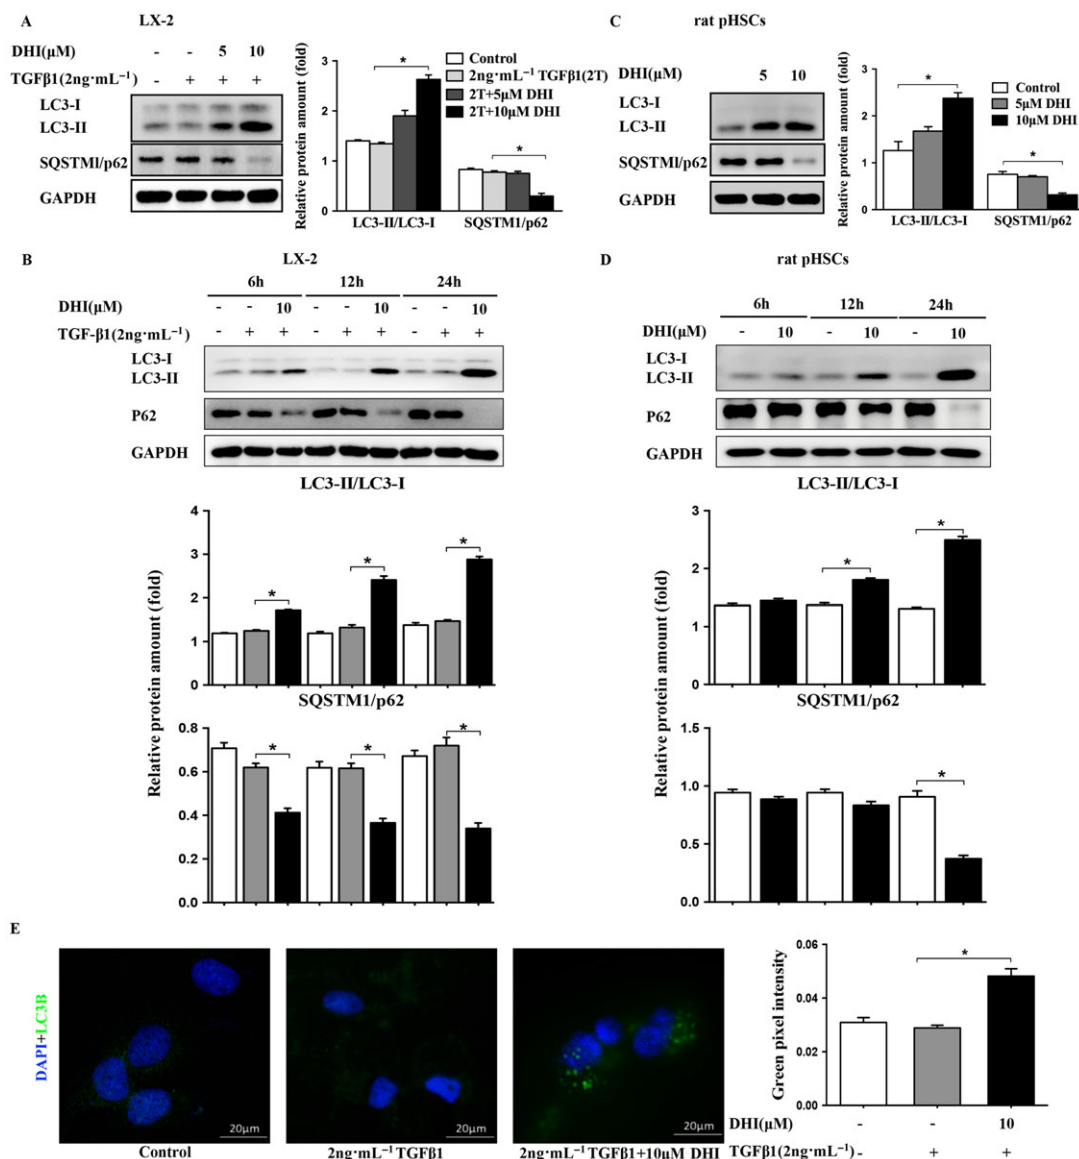 A
LX-2
DHI(μM) - - 5 10
TGFβ1(2ng·mL⁻¹) - + + +
LC3-I
LC3-II
SQSTMl/p62
GAPDH
Relative protein amount (fold)
3
2
1
0
*
*
Control
2ng·mL⁻¹ TGFβ1(2T)
2T+5μM DHI
2T+10μM DHI
LC3-II/LC3-I SQSTM1/p62
C
rat pHSCs
DHI(μM) - 5 10
LC3-I
LC3-II
SQSTMl/p62
GAPDH
Relative protein amount (fold)
3
2
1
0
*
*
Control
5μM DHI
10μM DHI
LC3-II/LC3-I SQSTM1/p62
B
LX-2
6h 12h 24h
DHI(μM) - - 10 - - 10 - - 10
TGF-β1(2ng·mL⁻¹) - + + - + + - + +
LC3-I
LC3-II
P62
GAPDH
LC3-II/LC3-I
Relative protein amount (fold)
4
3
2
1
0
* * *
SQSTM1/p62
0.8
0.6
0.4
0.2
0.0
* * *
D
rat pHSCs
6h 12h 24h
DHI(μM) - 10 - 10 - 10
LC3-I
LC3-II
P62
GAPDH
LC3-II/LC3-I
Relative protein amount (fold)
3
2
1
0
* *
SQSTM1/p62
1.5
1.0
0.5
0.0
*
E
DAPI+LC3B
20μm
20μm
20μm
Control
2ng·mL⁻¹ TGFβ1
2ng·mL⁻¹ TGFβ1+10μM DHI
Green pixel intensity
0.06
0.04
0.02
0.00
*
DHI(μM) - - 10
TGFβ1(2ng·mL⁻¹) - + +